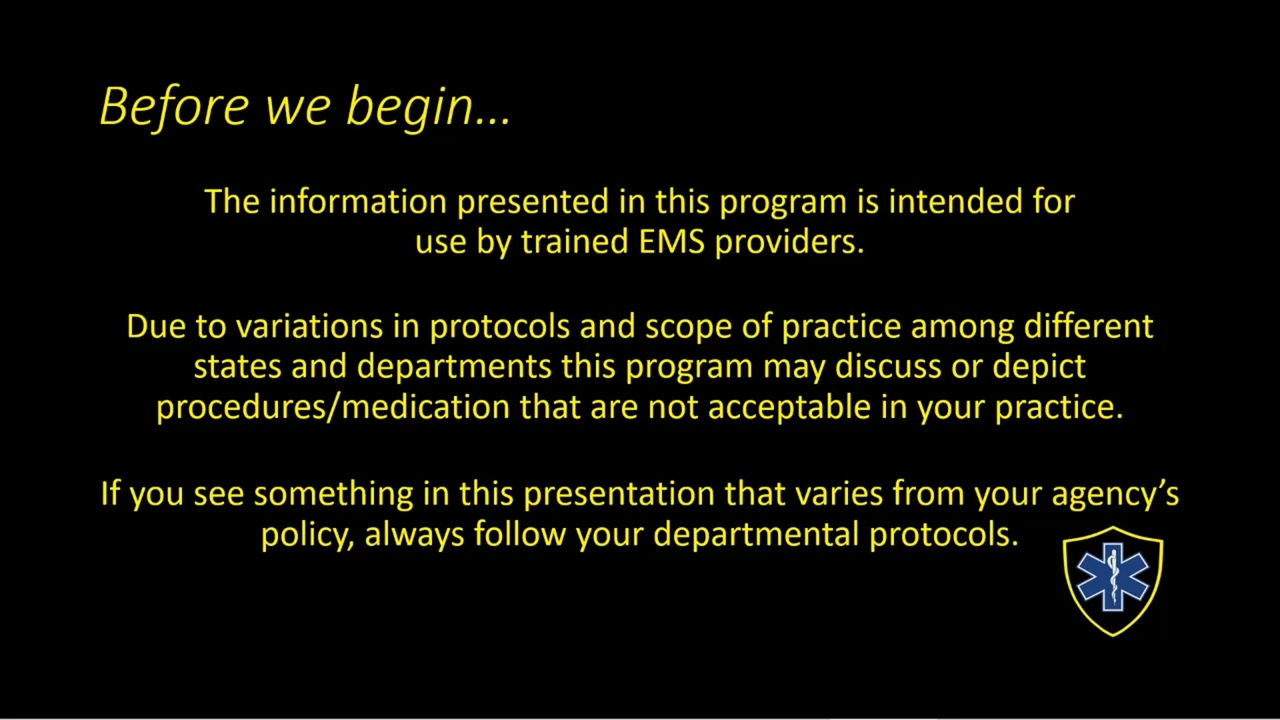 Before we begin...
The information presented in this program is intended for
use by trained EMS providers.
Due to variations in protocols and scope of practice among different
states and departments this program may discuss or depict
procedures/medication that are not acceptable in your practice.
If you see something in this presentation that varies from your agency’s
policy, always follow your departmental protocols.